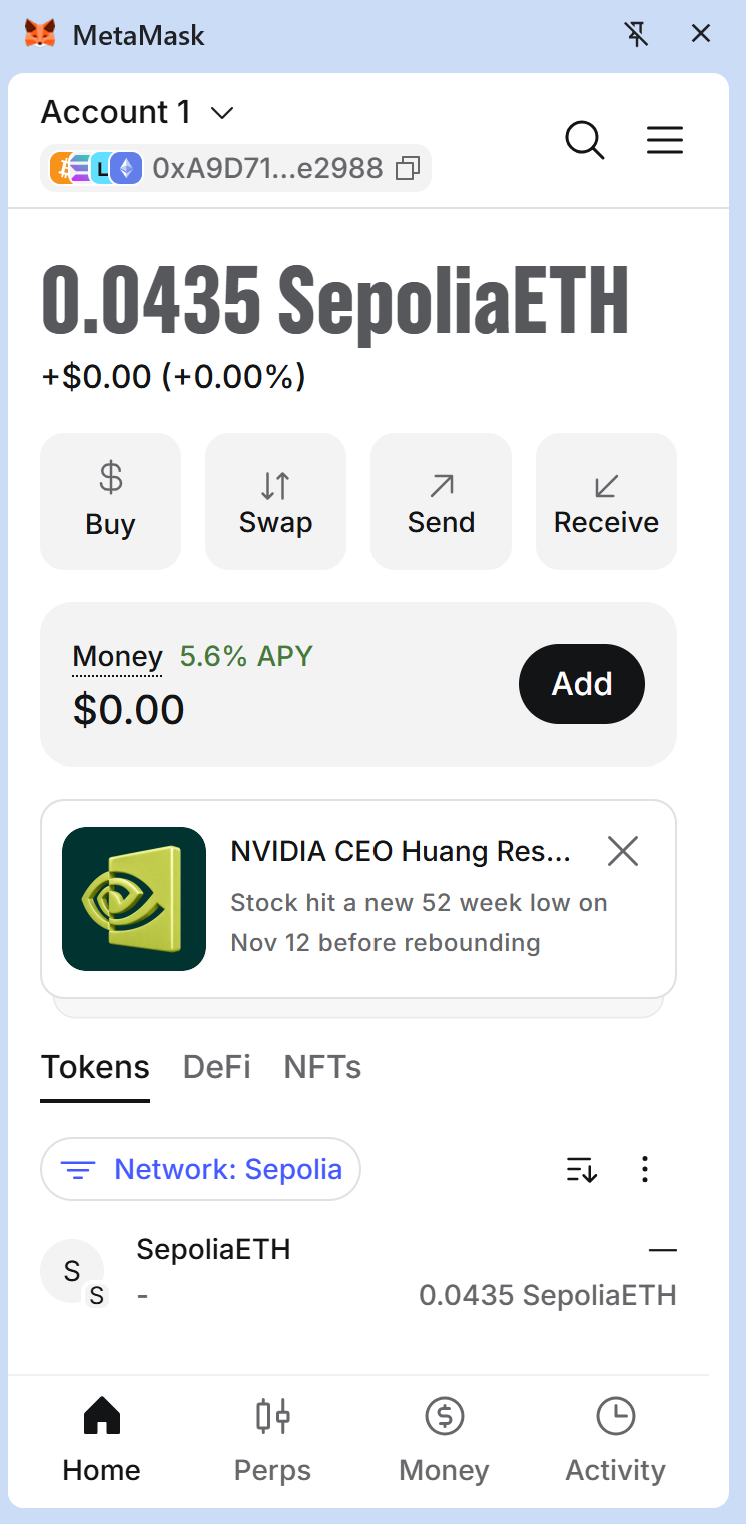 MetaMask
Account 1
0xA9D71...e2988
0.0435 SepoliaETH
+$0.00 (+0.00%)
Buy
Swap
Send
Receive
Money 5.6% APY
$0.00
Add
NVIDIA CEO Huang Res...
Stock hit a new 52 week low on
Nov 12 before rebounding
Tokens DeFi NFTs
Network: Sepolia
S
S
SepoliaETH —
- 0.0435 SepoliaETH
Home
Perps
Money
Activity